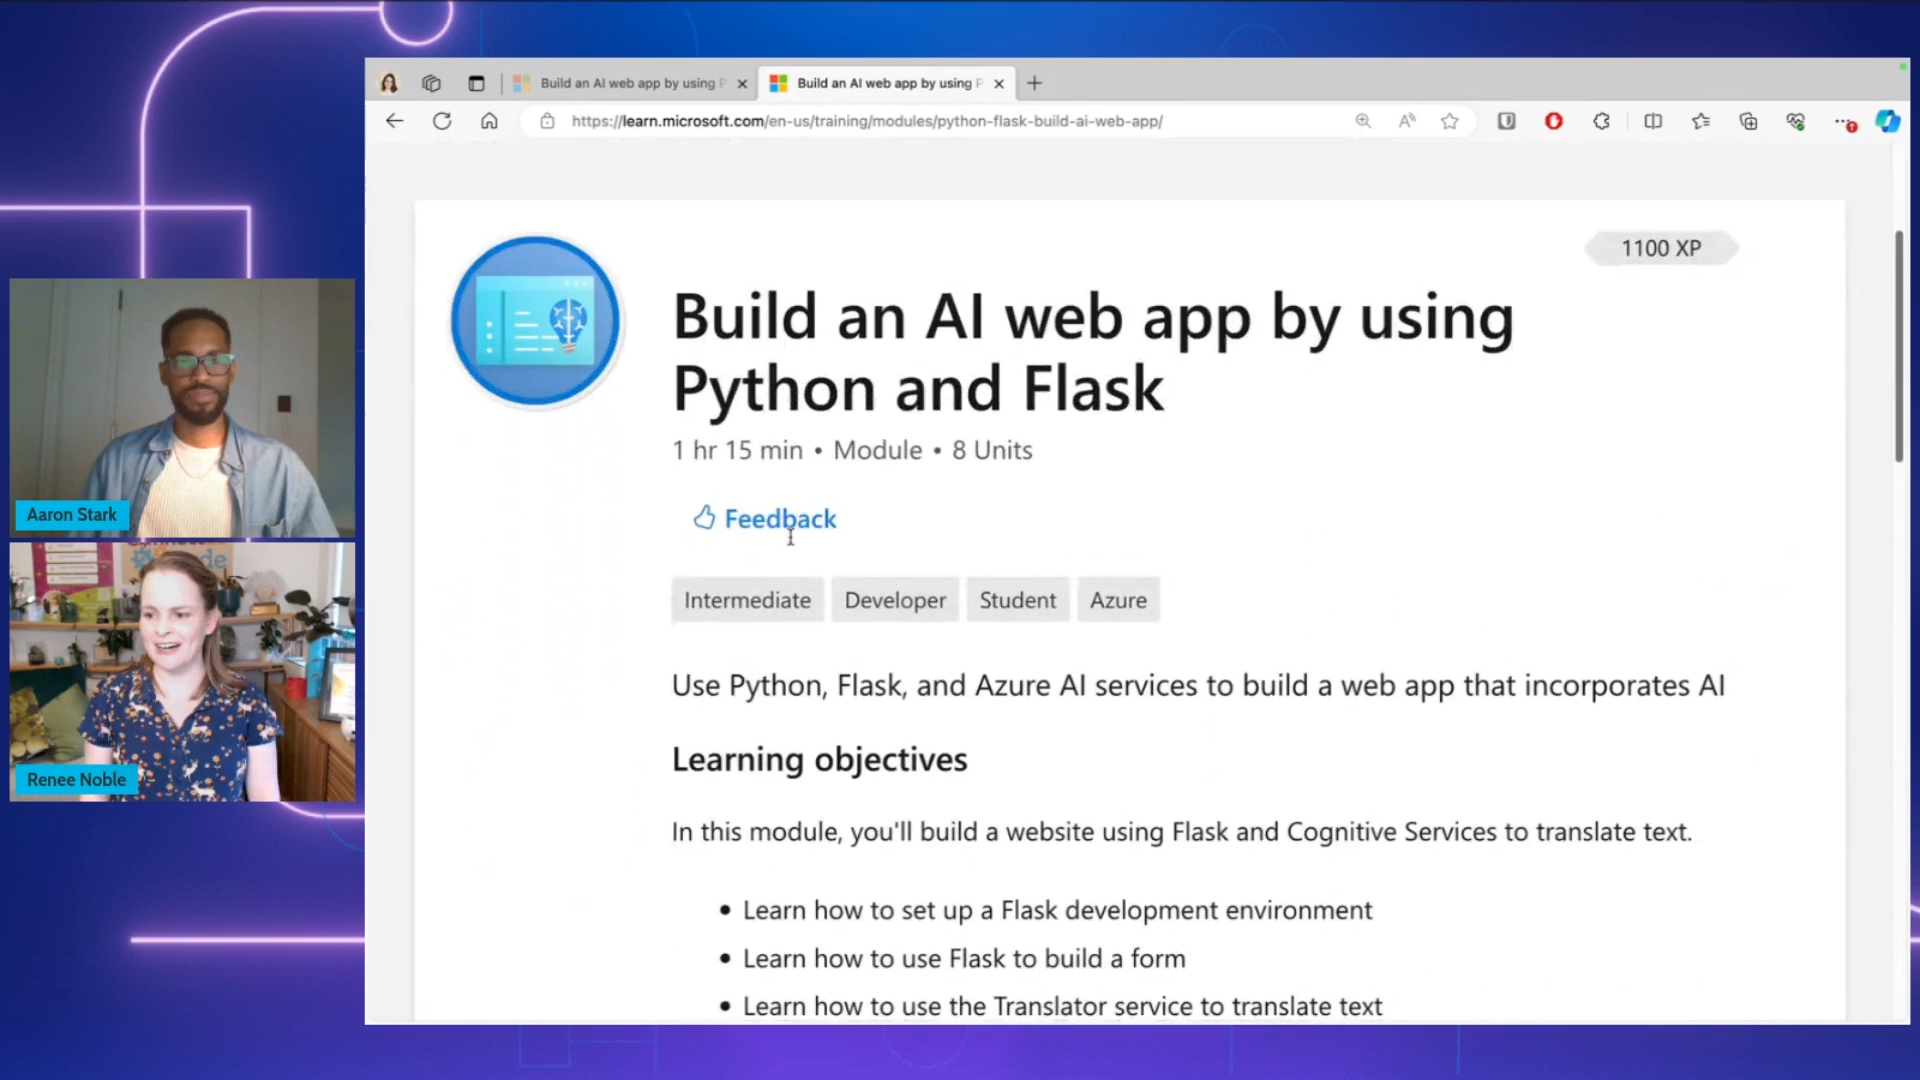 Build an AI web app by using P
Build an AI web app by using P
https://learn.microsoft.com/en-us/training/modules/python-flask-build-ai-web-app/
1100 XP
Build an AI web app by using
Python and Flask
1 hr 15 min • Module • 8 Units
Feedback
Intermediate
Developer
Student
Azure
Use Python, Flask, and Azure AI services to build a web app that incorporates AI
Learning objectives
In this module, you'll build a website using Flask and Cognitive Services to translate text.
• Learn how to set up a Flask development environment
• Learn how to use Flask to build a form
• Learn how to use the Translator service to translate text
Aaron Stark
Renee Noble